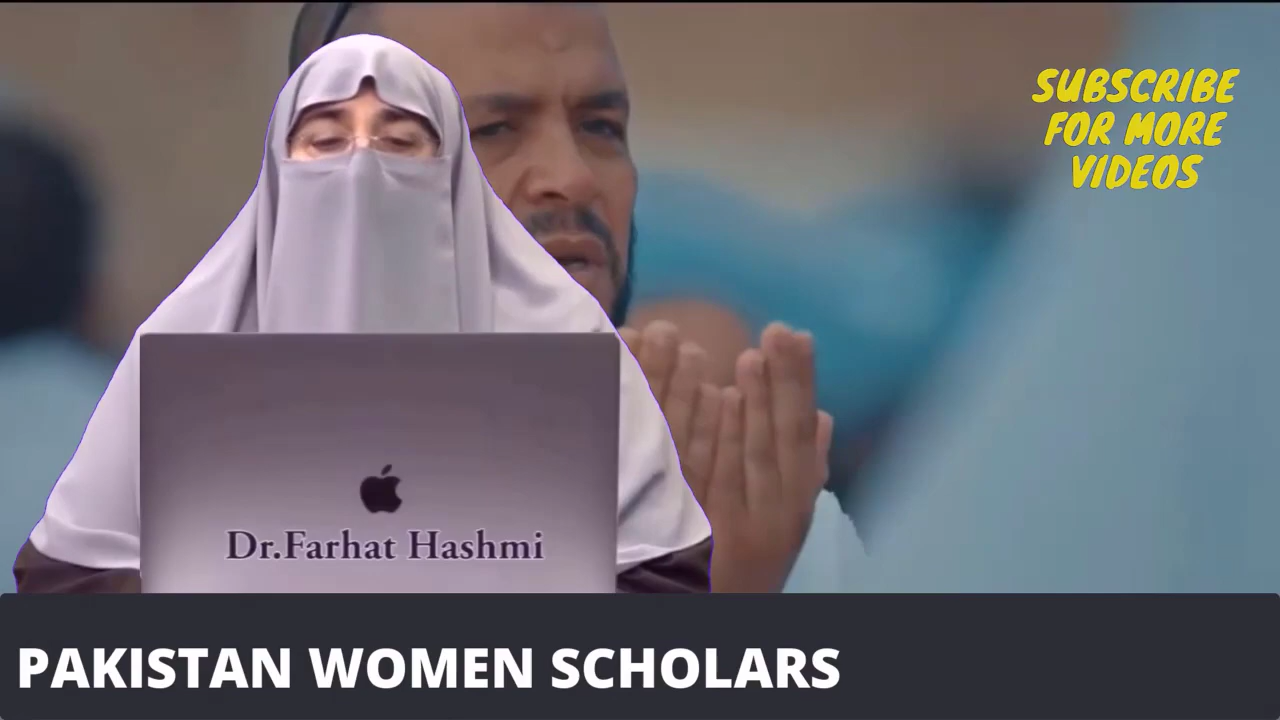 SUBSCRIBE
FOR MORE
VIDEOS
Dr.Farhat Hashmi
PAKISTAN WOMEN SCHOLARS